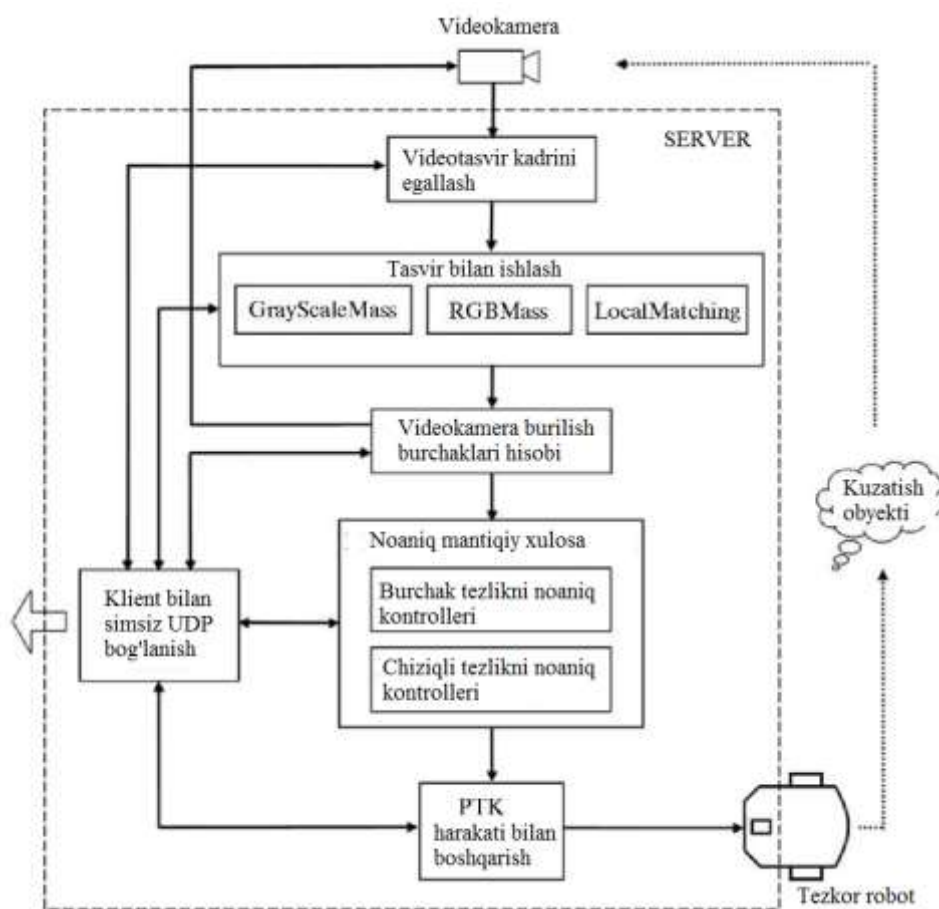 Videokamera
SERVER
Videotasvir kadrini
egallash
Tasvir bilan ishlash
GrayScaleMass
RGBMass
LocalMatching
Videokamera burilish
burchaklari hisobi
Kuzatish
obyekti
Noaniq mantiqiy xulosa
Burchak tezlikni noaniq
kontrolleri
Chiziqli tezlikni noaniq
kontrolleri
Klient bilan
simsiz UDP
bog'lanish
PTK
harakati bilan
boshqarish
Tezkor robot